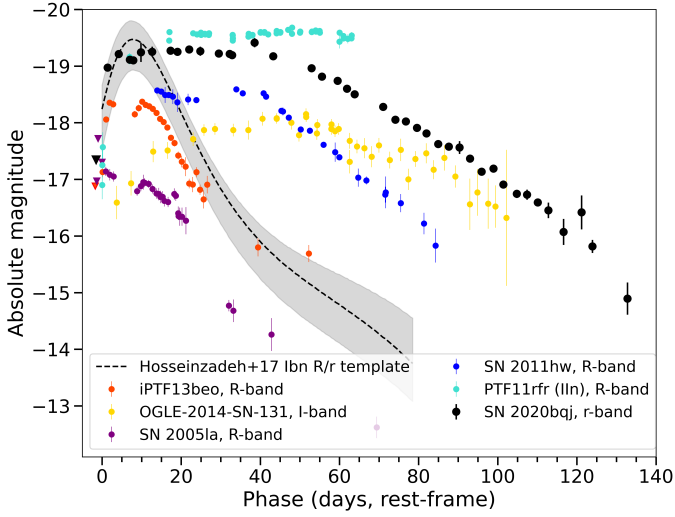 Absolute magnitude
−20
−19
−18
−17
−16
−15
−14
−13
Hosseinzadeh+17 Ibn R/r template
iPTF13beo, R-band
OGLE-2014-SN-131, I-band
SN 2005la, R-band
SN 2011hw, R-band
PTF11rfr (IIn), R-band
SN 2020bqj, r-band
0 20 40 60 80 100 120 140
Phase (days, rest-frame)